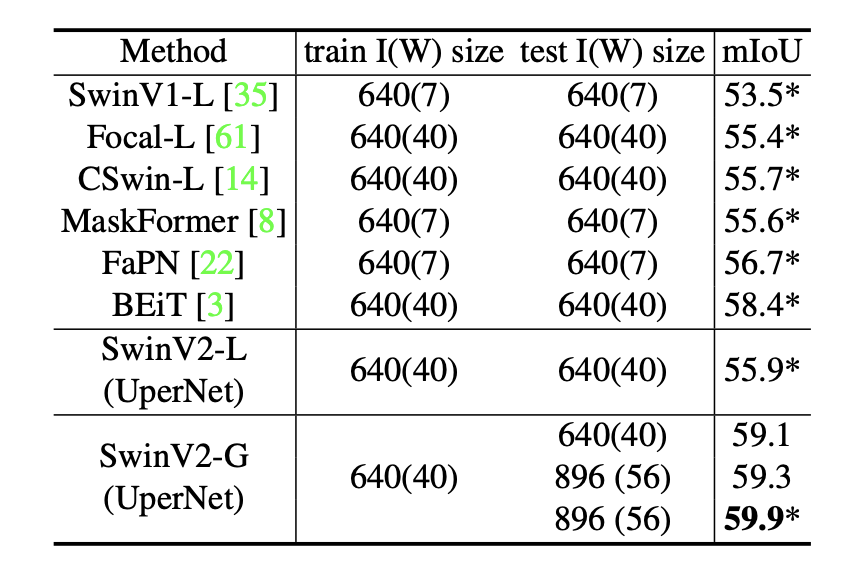 Method train I(W) size test I(W) size mIoU
SwinV1-L [35] 640(7) 640(7) 53.5*
Focal-L [61] 640(40) 640(40) 55.4*
CSwin-L [14] 640(40) 640(40) 55.7*
MaskFormer [8] 640(7) 640(7) 55.6*
FaPN [22] 640(7) 640(7) 56.7*
BEiT [3] 640(40) 640(40) 58.4*
SwinV2-L
(UperNet) 640(40) 640(40) 55.9*
SwinV2-G
(UperNet) 640(40) 640(40) 59.1
896 (56) 59.3
896 (56) 59.9*